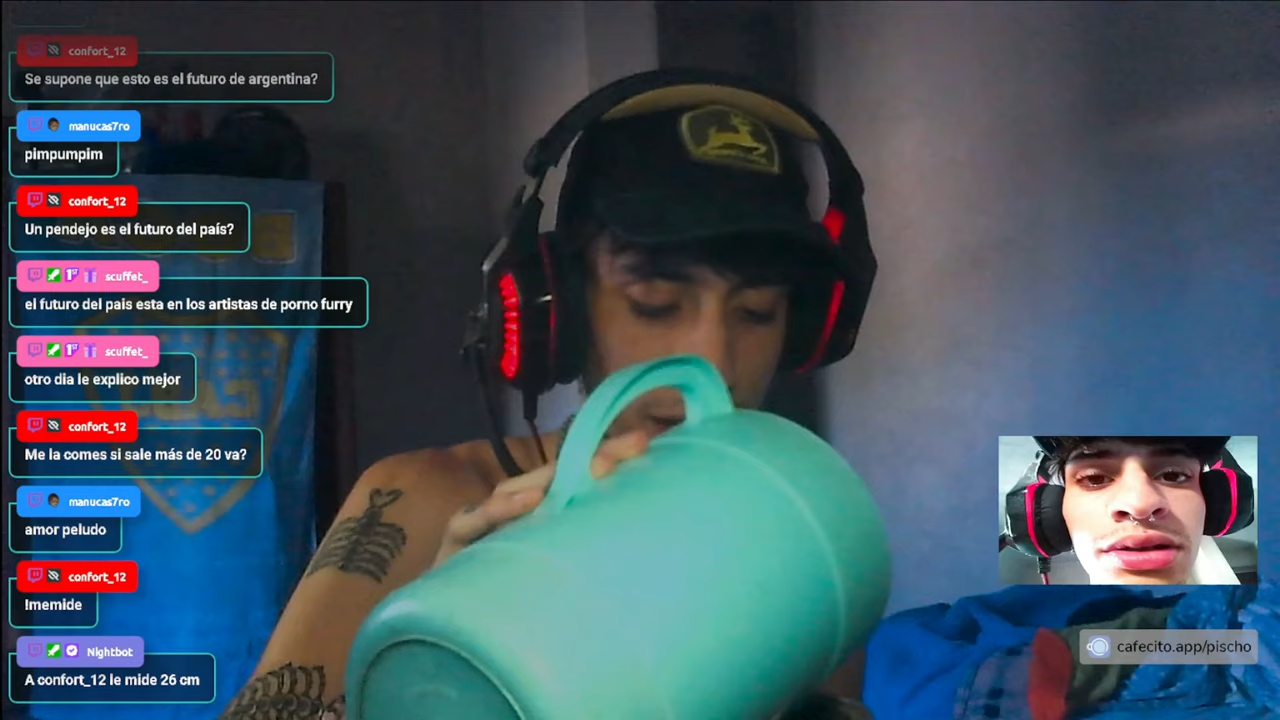 confort_12
Se supone que esto es el futuro de argentina?
manucas7ro
pimpumpim
confort_12
Un pendejo es el futuro del país?
scuffet_
el futuro del pais esta en los artistas de porno furry
scuffet_
otro dia le explico mejor
confort_12
Me la comes si sale más de 20 va?
manucas7ro
amor peludo
confort_12
!memide
Nightbot
A confort_12 le mide 26 cm
cafecito.app/pischo